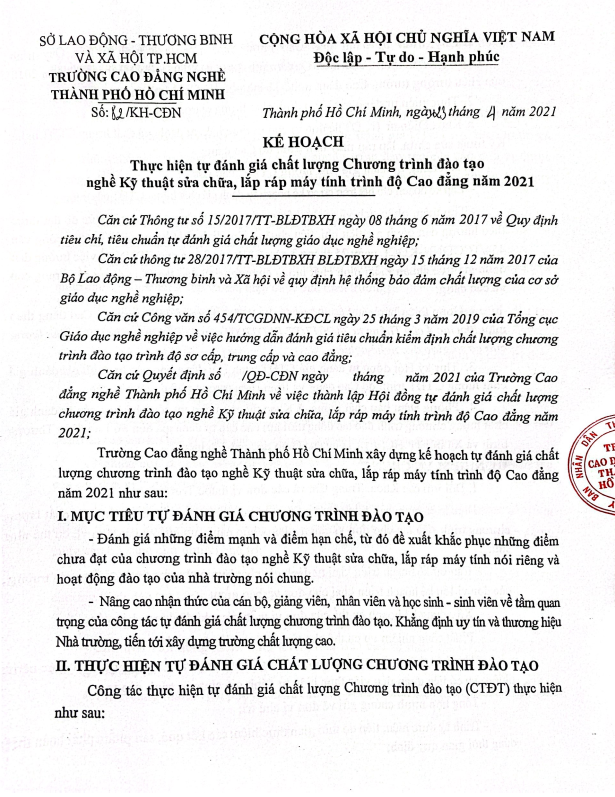 SỞ LAO ĐỘNG - THƯƠNG BINH
VÀ XÃ HỘI TP.HCM
TRƯỜNG CAO ĐẲNG NGHỀ
THÀNH PHỐ HỒ CHÍ MINH
Số: /KH-CĐN
CỘNG HÒA XÃ HỘI CHỦ NGHĨA VIỆT NAM
Độc lập - Tự do - Hạnh phúc
Thành phố Hồ Chí Minh, ngày tháng năm 2021
KẾ HOẠCH
Thực hiện tự đánh giá chất lượng Chương trình đào tạo
nghề Kỹ thuật sửa chữa, lắp ráp máy tính trình độ Cao đẳng năm 2021
Căn cứ Thông tư số 15/2017/TT-BLĐTBXH ngày 08 tháng 6 năm 2017 về Quy định
tiêu chí, tiêu chuẩn tự đánh giá chất lượng giáo dục nghề nghiệp;
Căn cứ thông tư 28/2017/TT-BLĐTBXH BLĐTBXH ngày 15 tháng 12 năm 2017 của
Bộ Lao động – Thương binh và Xã hội về quy định hệ thống bảo đảm chất lượng của cơ sở
giáo dục nghề nghiệp;
Căn cứ Công văn số 454/TCGDNN-KĐCL ngày 25 tháng 3 năm 2019 của Tổng cục
Giáo dục nghề nghiệp về việc hướng dẫn đánh giá tiêu chuẩn kiểm định chất lượng chương
trình đào tạo trình độ sơ cấp, trung cấp và cao đẳng;
Căn cứ Quyết định số /QĐ-CĐN ngày tháng năm 2021 của Trường Cao
đẳng nghề Thành phố Hồ Chí Minh về việc thành lập Hội đồng tự đánh giá chất lượng
chương trình đào tạo nghề Kỹ thuật sửa chữa, lắp ráp máy tính trình độ Cao đẳng năm
2021;
Trường Cao đẳng nghề Thành phố Hồ Chí Minh xây dựng kế hoạch tự đánh giá chất
lượng chương trình đào tạo nghề Kỹ thuật sửa chữa, lắp ráp máy tính trình độ Cao đẳng
năm 2021 như sau:
I. MỤC TIÊU TỰ ĐÁNH GIÁ CHƯƠNG TRÌNH ĐÀO TẠO
- Đánh giá những điểm mạnh và điểm hạn chế, từ đó đề xuất khắc phục những điểm
chưa đạt của chương trình đào tạo nghề Kỹ thuật sửa chữa, lắp ráp máy tính nói riêng và
hoạt động đào tạo của nhà trường nói chung.
- Nâng cao nhận thức của cán bộ, giảng viên, nhân viên và học sinh - sinh viên về tầm quan
trọng của công tác tự đánh giá chất lượng chương trình đào tạo. Khẳng định uy tín và thương hiệu
Nhà trường, tiến tới xây dựng trường chất lượng cao.
II. THỰC HIỆN TỰ ĐÁNH GIÁ CHẤT LƯỢNG CHƯƠNG TRÌNH ĐÀO TẠO
Công tác thực hiện tự đánh giá chất lượng Chương trình đào tạo (CTĐT) thực hiện
như sau: